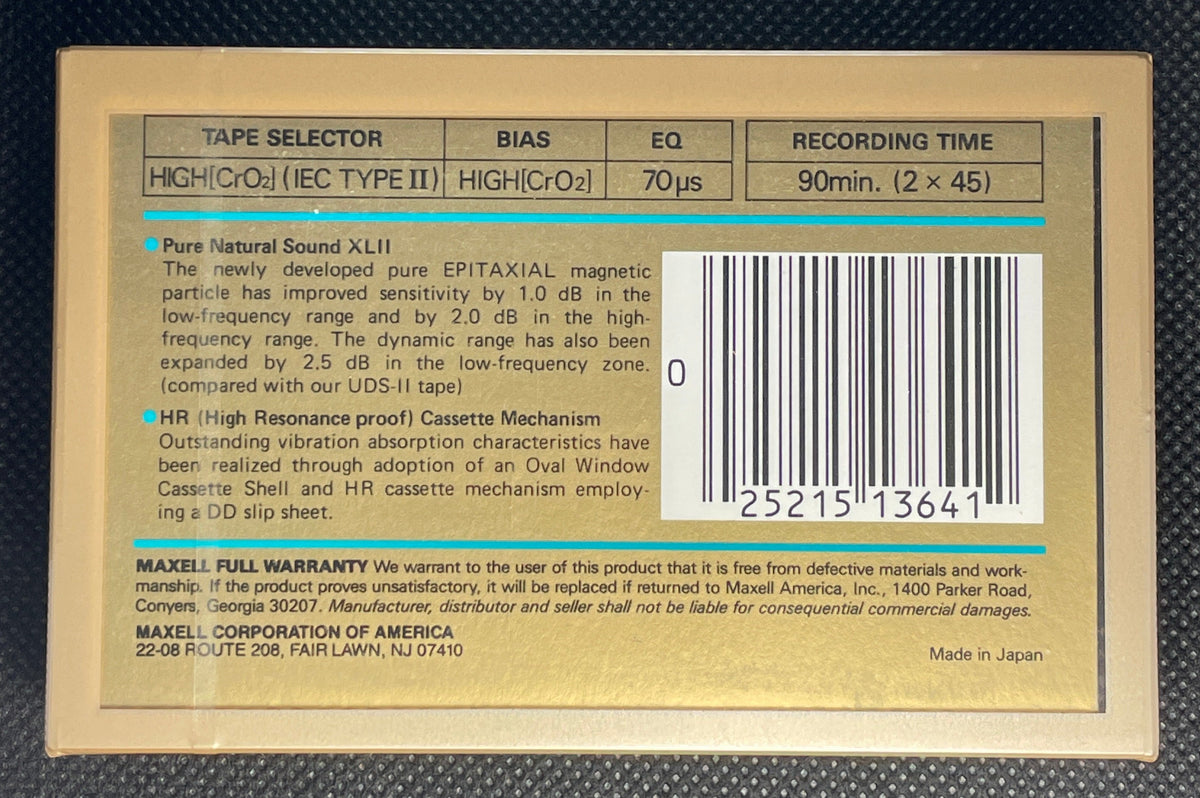 TAPE SELECTOR BIAS EQ RECORDING TIME
HIGH[CrO₂] (IEC TYPE II) HIGH[CrO₂] 70µs 90min. (2 × 45)
● Pure Natural Sound XLII
The newly developed pure EPITAXIAL magnetic
particle has improved sensitivity by 1.0 dB in the
low-frequency range and by 2.0 dB in the high-
frequency range. The dynamic range has also been
expanded by 2.5 dB in the low-frequency zone.
(compared with our UDS-II tape)
● HR (High Resonance proof) Cassette Mechanism
Outstanding vibration absorption characteristics have
been realized through adoption of an Oval Window
Cassette Shell and HR cassette mechanism employ-
ing a DD slip sheet.
0 25215 13641
MAXELL FULL WARRANTY We warrant to the user of this product that it is free from defective materials and work-
manship. If the product proves unsatisfactory, it will be replaced if returned to Maxell America, Inc., 1400 Parker Road,
Conyers, Georgia 30207. Manufacturer, distributor and seller shall not be liable for consequential commercial damages.
MAXELL CORPORATION OF AMERICA
22-08 ROUTE 208, FAIR LAWN, NJ 07410
Made in Japan